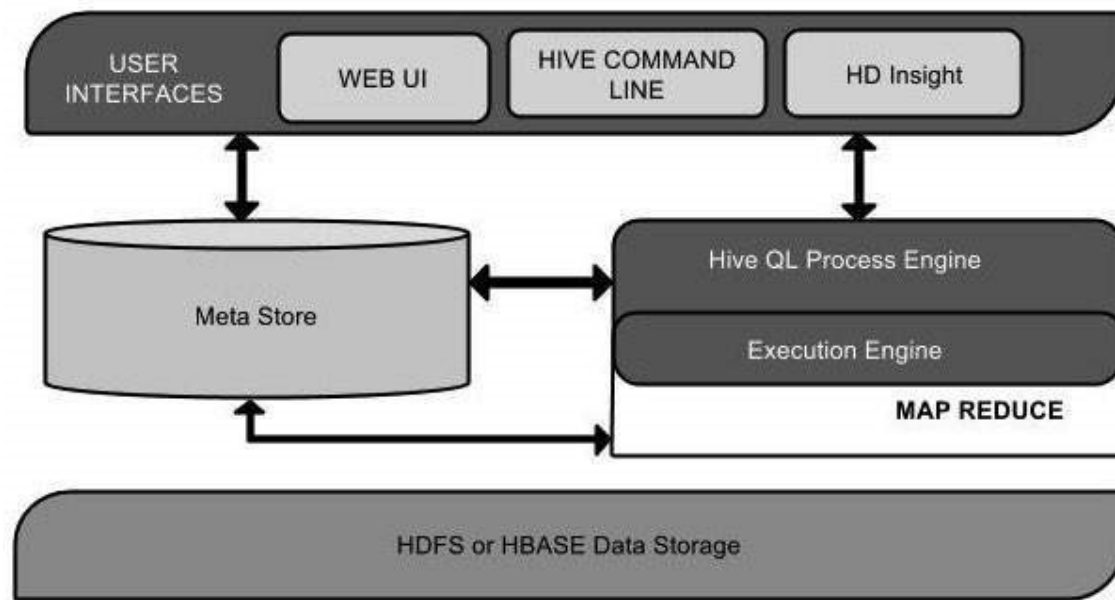 USER
INTERFACES
WEB UI
HIVE COMMAND
LINE
HD Insight
Meta Store
Hive QL Process Engine
Execution Engine
MAP REDUCE
HDFS or HBASE Data Storage